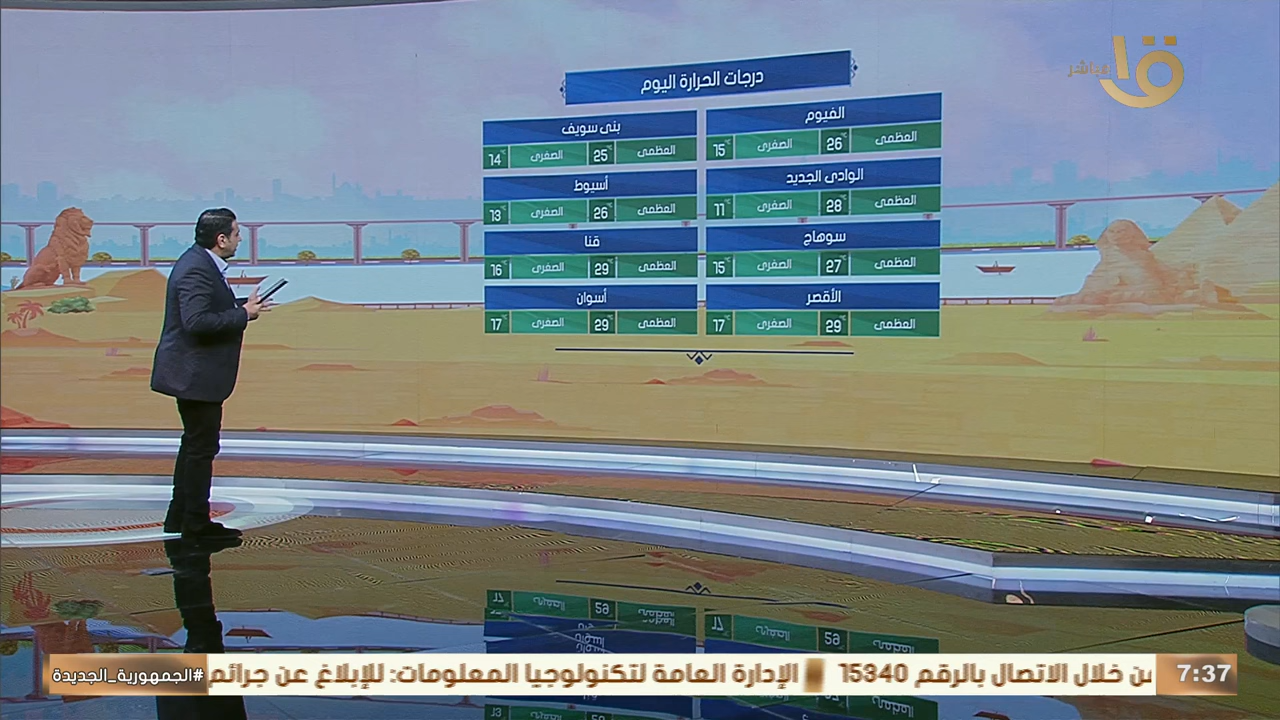 مباشر
درجات الحرارة اليوم
الفيوم
العظمى 26°C الصغرى 15°C
بنى سويف
العظمى 25°C الصغرى 14°C
الوادى الجديد
العظمى 28°C الصغرى 11°C
أسيوط
العظمى 26°C الصغرى 13°C
سوهاج
العظمى 27°C الصغرى 15°C
قنا
العظمى 29°C الصغرى 16°C
الأقصر
العظمى 29°C الصغرى 17°C
أسوان
العظمى 29°C الصغرى 17°C
7:37
خلال الاتصال بالرقم 15340 الإدارة العامة لتكنولوجيا المعلومات: للإبلاغ عن جرائم
#الجمهورية_الجديدة